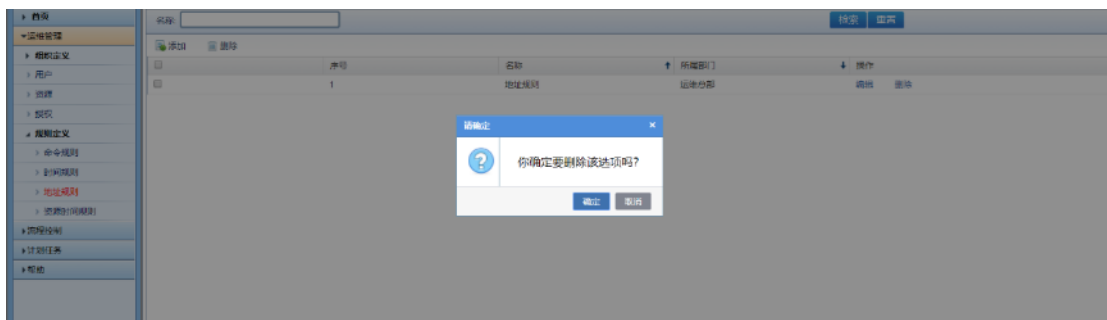 首页
名称
检索 重置
运维管理
添加 删除
组织定义
序号 名称 所属部门 操作
用户
1 地址规则 运维总部 编辑 删除
资源
授权
请确定 ×
规则定义
你确定要删除该选项吗?
命令规则
时间规则
地址规则
确定 取消
资源时间规则
流程控制
计划任务
帮助